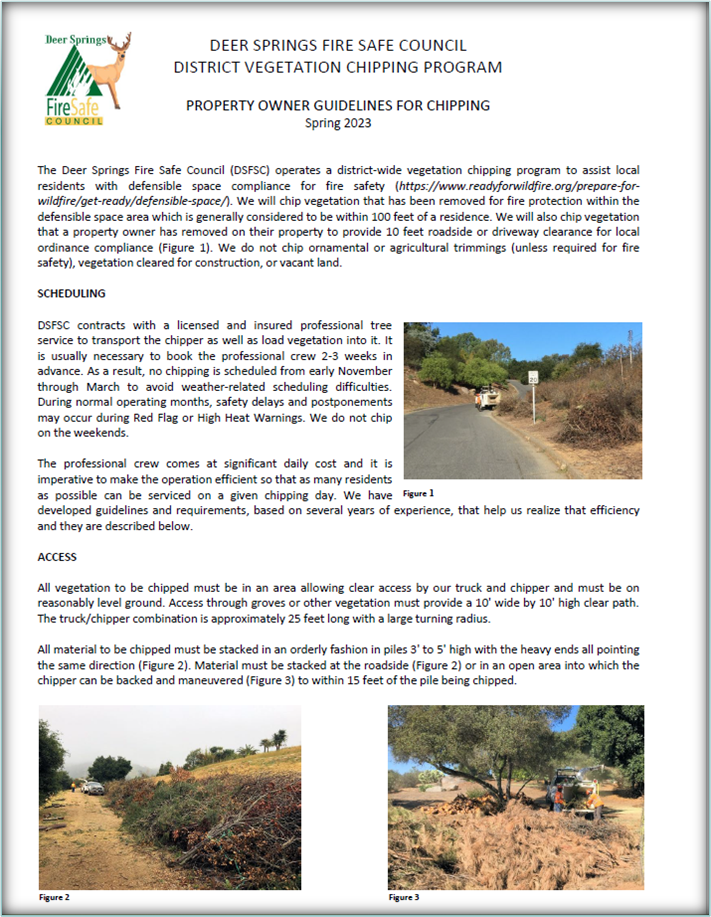 Deer Springs
FireSafe
COUNCIL
DEER SPRINGS FIRE SAFE COUNCIL
DISTRICT VEGETATION CHIPPING PROGRAM
PROPERTY OWNER GUIDELINES FOR CHIPPING
Spring 2023
The Deer Springs Fire Safe Council (DSFSC) operates a district-wide vegetation chipping program to assist local
residents with defensible space compliance for fire safety (https://www.readyforwildfire.org/prepare-for-
wildfire/get-ready/defensible-space/). We will chip vegetation that has been removed for fire protection within the
defensible space area which is generally considered to be within 100 feet of a residence. We will also chip vegetation
that a property owner has removed on their property to provide 10 feet roadside or driveway clearance for local
ordinance compliance (Figure 1). We do not chip ornamental or agricultural trimmings (unless required for fire
safety), vegetation cleared for construction, or vacant land.
SCHEDULING
DSFSC contracts with a licensed and insured professional tree
service to transport the chipper as well as load vegetation into it. It
is usually necessary to book the professional crew 2-3 weeks in
advance. As a result, no chipping is scheduled from early November
through March to avoid weather-related scheduling difficulties.
During normal operating months, safety delays and postponements
may occur during Red Flag or High Heat Warnings. We do not chip
on the weekends.
The professional crew comes at significant daily cost and it is
imperative to make the operation efficient so that as many residents
as possible can be serviced on a given chipping day. We have
Figure 1
developed guidelines and requirements, based on several years of experience, that help us realize that efficiency
and they are described below.
ACCESS
All vegetation to be chipped must be in an area allowing clear access by our truck and chipper and must be on
reasonably level ground. Access through groves or other vegetation must provide a 10' wide by 10' high clear path.
The truck/chipper combination is approximately 25 feet long with a large turning radius.
All material to be chipped must be stacked in an orderly fashion in piles 3' to 5' high with the heavy ends all pointing
the same direction (Figure 2). Material must be stacked at the roadside (Figure 2) or in an open area into which the
chipper can be backed and maneuvered (Figure 3) to within 15 feet of the pile being chipped.
Figure 2
Figure 3